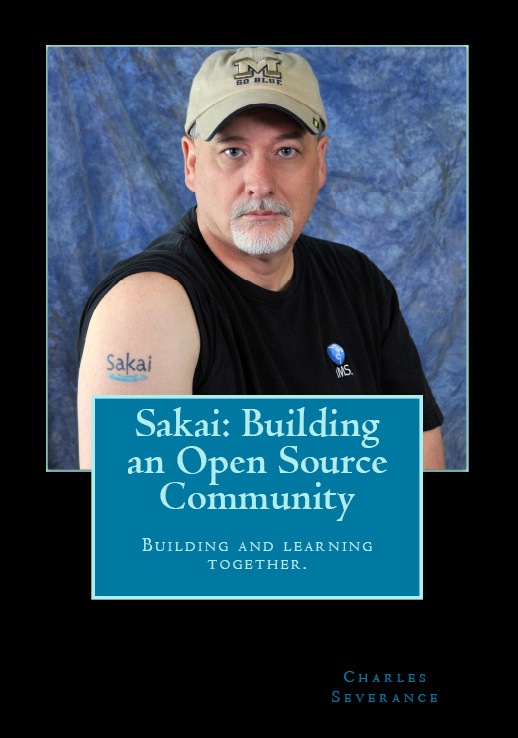 M
GO BLUE
Sakai
IMS.
Sakai: Building
an Open Source
Community
Building and learning
together.
Charles
Severance